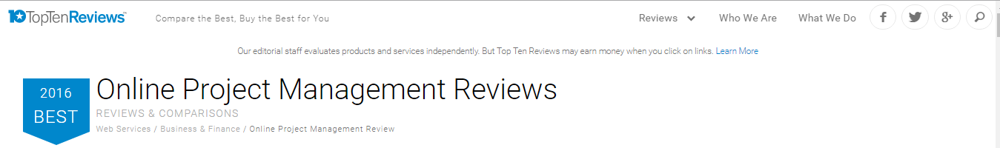 10TopTenReviews™ Compare the Best, Buy the Best for You Reviews Who We Are What We Do f g+
Our editorial staff evaluates products and services independently. But Top Ten Reviews may earn money when you click on links. Learn More
2016
BEST
Online Project Management Reviews
REVIEWS & COMPARISONS
Web Services / Business & Finance / Online Project Management Review